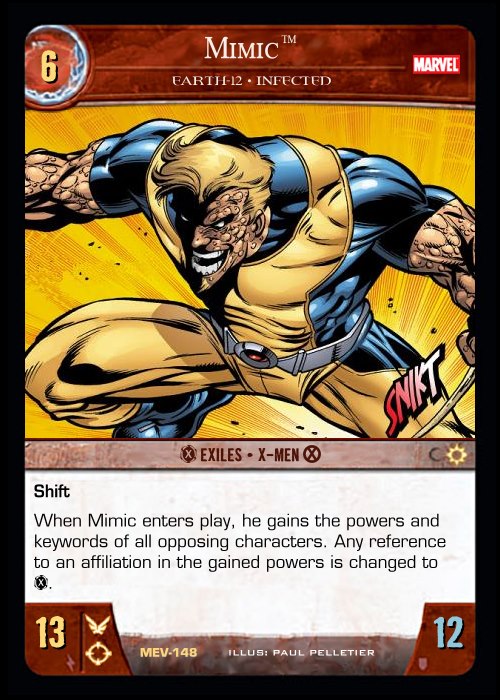 6
MIMIC™
MARVEL
EARTH-12 • INFECTED
SNIKT
EXILES • X-MEN
C
Shift
When Mimic enters play, he gains the powers and
keywords of all opposing characters. Any reference
to an affiliation in the gained powers is changed to
.
13
MEV-148
ILLUS: PAUL PELLETIER
12